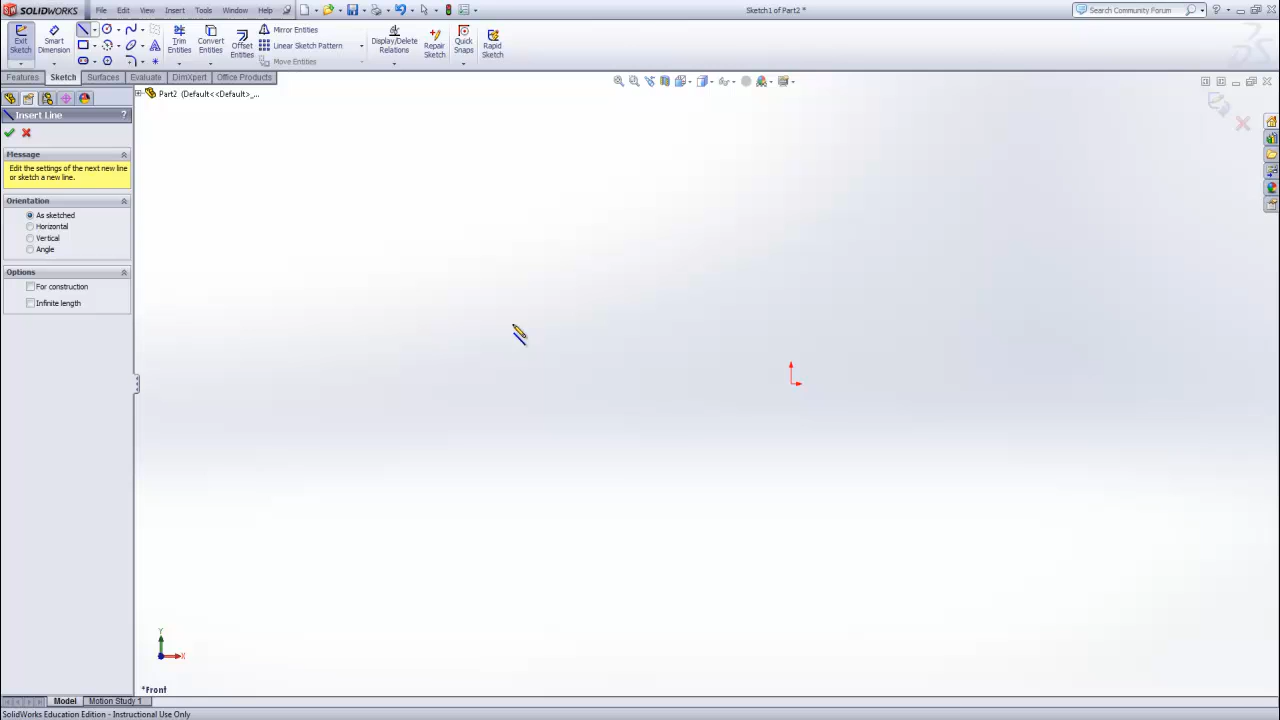 SOLIDWORKS File Edit View Insert Tools Window Help Sketch1 of Part2 * Search Community Forum
Exit Sketch
Smart Dimension
Trim Entities
Convert Entities
Offset Entities
Mirror Entities
Linear Sketch Pattern
Move Entities
Display/Delete Relations
Repair Sketch
Quick Snaps
Rapid Sketch
Features Sketch Surfaces Evaluate DimXpert Office Products
Part2 (Default<<Default>_...
Insert Line ?
Message
Edit the settings of the next new line
or sketch a new line.
Orientation
As sketched
Horizontal
Vertical
Angle
Options
For construction
Infinite length
Y
X
*Front
Model Motion Study 1
SolidWorks Education Edition - Instructional Use Only